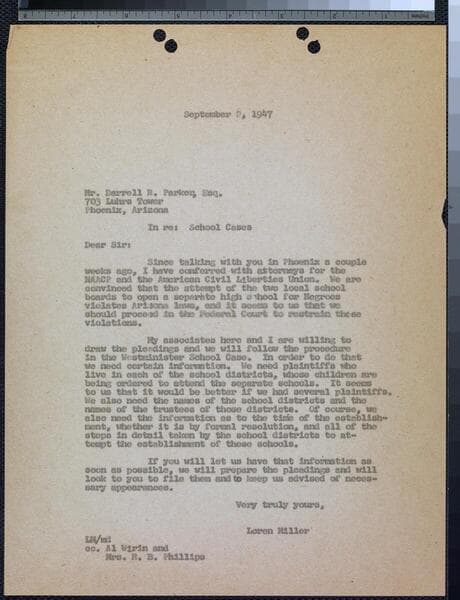 September 2, 1947
Mr. Darrell R. Parker, Esq.
703 Luhrs Tower
Phoenix, Arizona
In re: School Cases
Dear Sir:
Since talking with you in Phoenix a couple
weeks ago, I have conferred with attorneys for the
NAACP and the American Civil Liberties Union. We are
convinced that the attempt of the two local school
boards to open a separate high school for Negroes
violates Arizona laws, and it seems to us that we
should proceed in the Federal Court to restrain these
violations.
My associates here and I are willing to
draw the pleadings and we will follow the procedure
in the Westminister School Case. In order to do that
we need certain information. We need plaintiffs who
live in each of the school districts, whose children are
being ordered to attend the separate schools. It seems
to us that it would be better if we had several plaintiffs.
We also need the names of the school districts and the
names of the trustees of those districts. Of course, we
also need the information as to the time of the establish-
ment, whether it is by formal resolution, and all of the
steps in detail taken by the school districts to at-
tempt the establishment of these schools.
If you will let us have that information as
soon as possible, we will prepare the pleadings and will
look to you to file them and to keep us advised of neces-
sary appearances.
Very truly yours,
Loren Miller
LM/md
cc. Al Wirin and
Mrs. R. B. Phillips